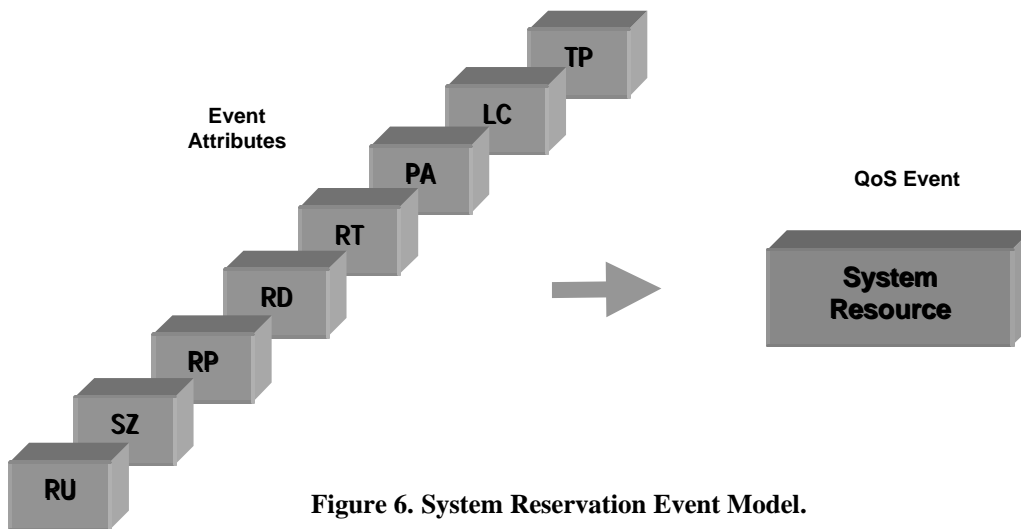 TP
LC
Event
Attributes
PA
QoS Event
RT
System
Resource
RD
RP
SZ
RU
Figure 6. System Reservation Event Model.